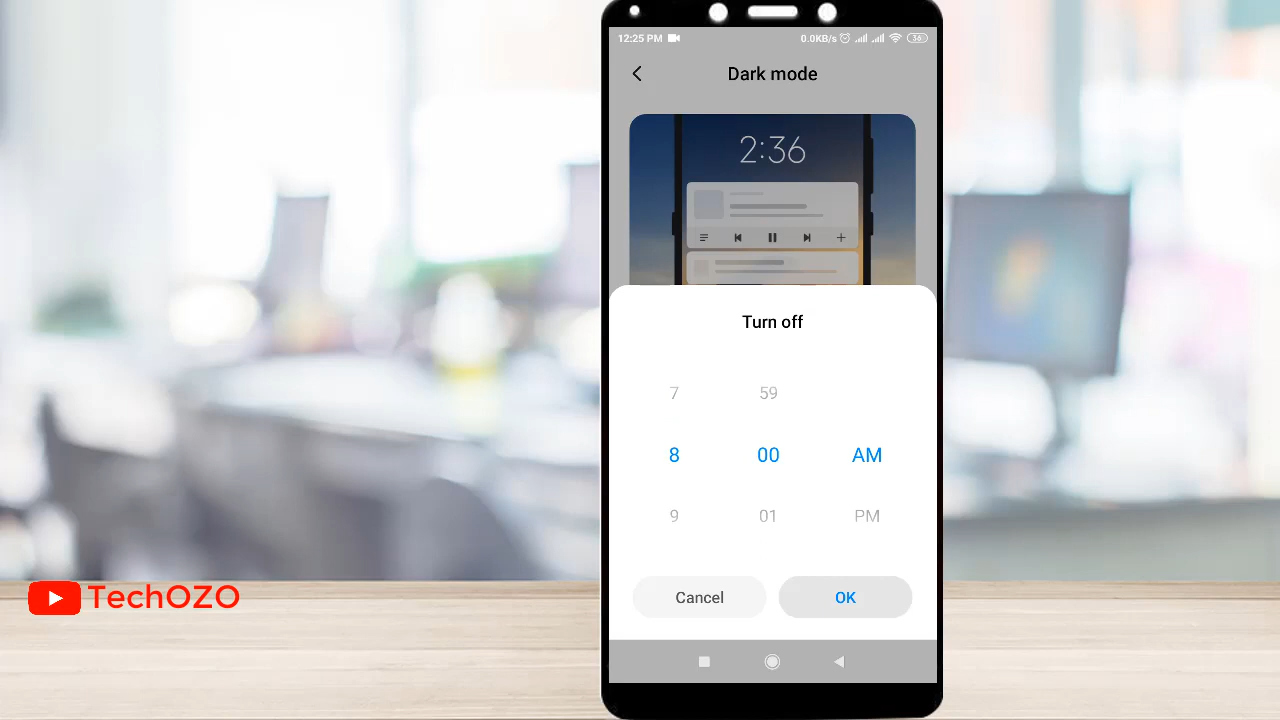 12:25 PM 0.0KB/s 36
Dark mode
2:36
Turn off
7 59
8 00 AM
9 01 PM
Cancel OK
TechOZO